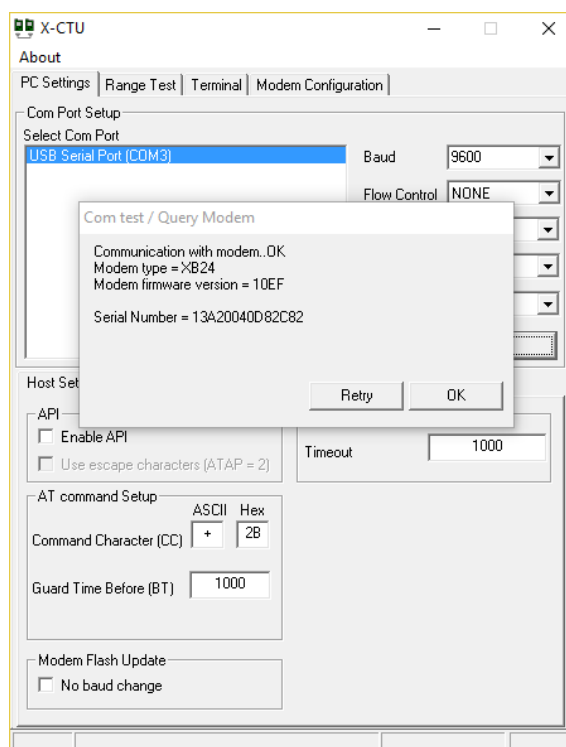 X-CTU
About
PC Settings Range Test Terminal Modem Configuration
Com Port Setup
Select Com Port
USB Serial Port (COM3)
Baud 9600
Flow Control NONE
Com test / Query Modem
Communication with modem..OK
Modem type = XB24
Modem firmware version = 10EF
Serial Number = 13A20040D82C82
Retry OK
Host Set
API
Enable API
Use escape characters (ATAP = 2)
Timeout 1000
AT command Setup
ASCII Hex
Command Character (CC) + 2B
Guard Time Before (BT) 1000
Modem Flash Update
No baud change